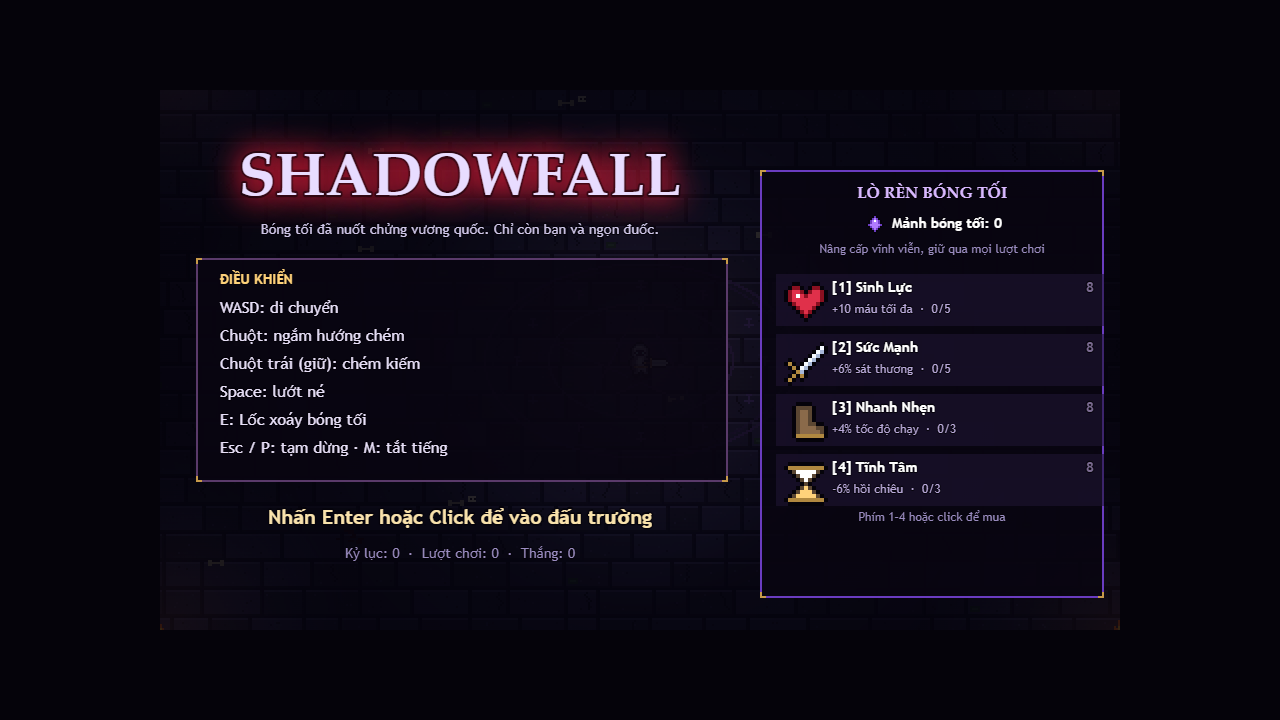 SHADOWFALL
Bóng tối đã nuốt chửng vương quốc. Chỉ còn bạn và ngọn đuốc.
ĐIỀU KHIỂN
WASD: di chuyển
Chuột: ngắm hướng chém
Chuột trái (giữ): chém kiếm
Space: lướt né
E: Lốc xoáy bóng tối
Esc / P: tạm dừng · M: tắt tiếng
Nhấn Enter hoặc Click để vào đấu trường
Kỷ lục: 0 · Lượt chơi: 0 · Thắng: 0
LÒ RÈN BÓNG TỐI
Mảnh bóng tối: 0
Nâng cấp vĩnh viễn, giữ qua mọi lượt chơi
[1] Sinh Lực 8
+10 máu tối đa · 0/5
[2] Sức Mạnh 8
+6% sát thương · 0/5
[3] Nhanh Nhẹn 8
+4% tốc độ chạy · 0/3
[4] Tĩnh Tâm 8
-6% hồi chiêu · 0/3
Phím 1-4 hoặc click để mua